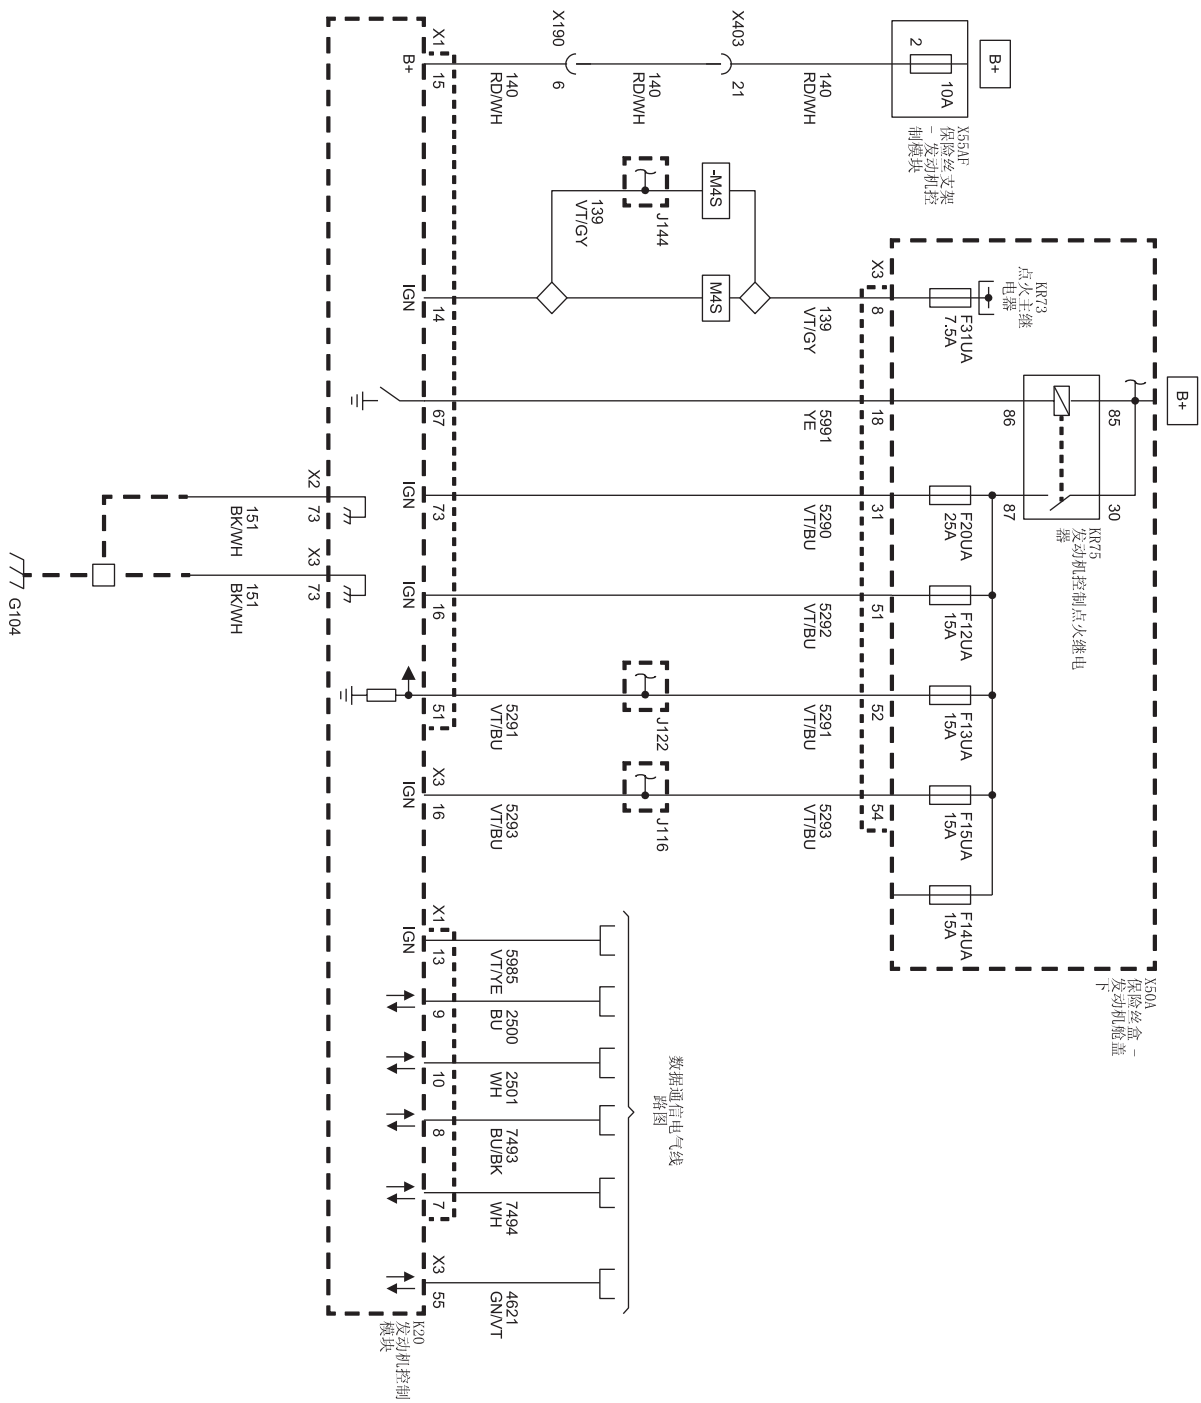 B+
2
10A
X55AF
保险丝支架
- 发动机控
制模块
140
RD/WH
X403
21
140
RD/WH
X190
6
140
RD/WH
X1
15
B+
B+
KR73
点火主继
电器
F31UA
7.5A
X3
8
139
VT/GY
-M4S
M4S
J144
139
VT/GY
14
IGN
85
86
30
87
KR75
发动机控制点火继电
器
18
5991
YE
67
F20UA
25A
31
5290
VT/BU
73
IGN
F12UA
15A
51
5292
VT/BU
16
IGN
F13UA
15A
52
5291
VT/BU
J122
5291
VT/BU
51
F15UA
15A
54
5293
VT/BU
J116
5293
VT/BU
X3
16
IGN
F14UA
15A
X50A
保险丝盒 -
发动机舱盖
下
X2
73
151
BK/WH
X3
73
151
BK/WH
G104
数据通信电气线
路图
X1
5985
VT/YE
13
IGN
2500
BU
9
2501
WH
10
7493
BU/BK
8
7494
WH
7
4621
GN/VT
X3
55
K20
发动机控制
模块